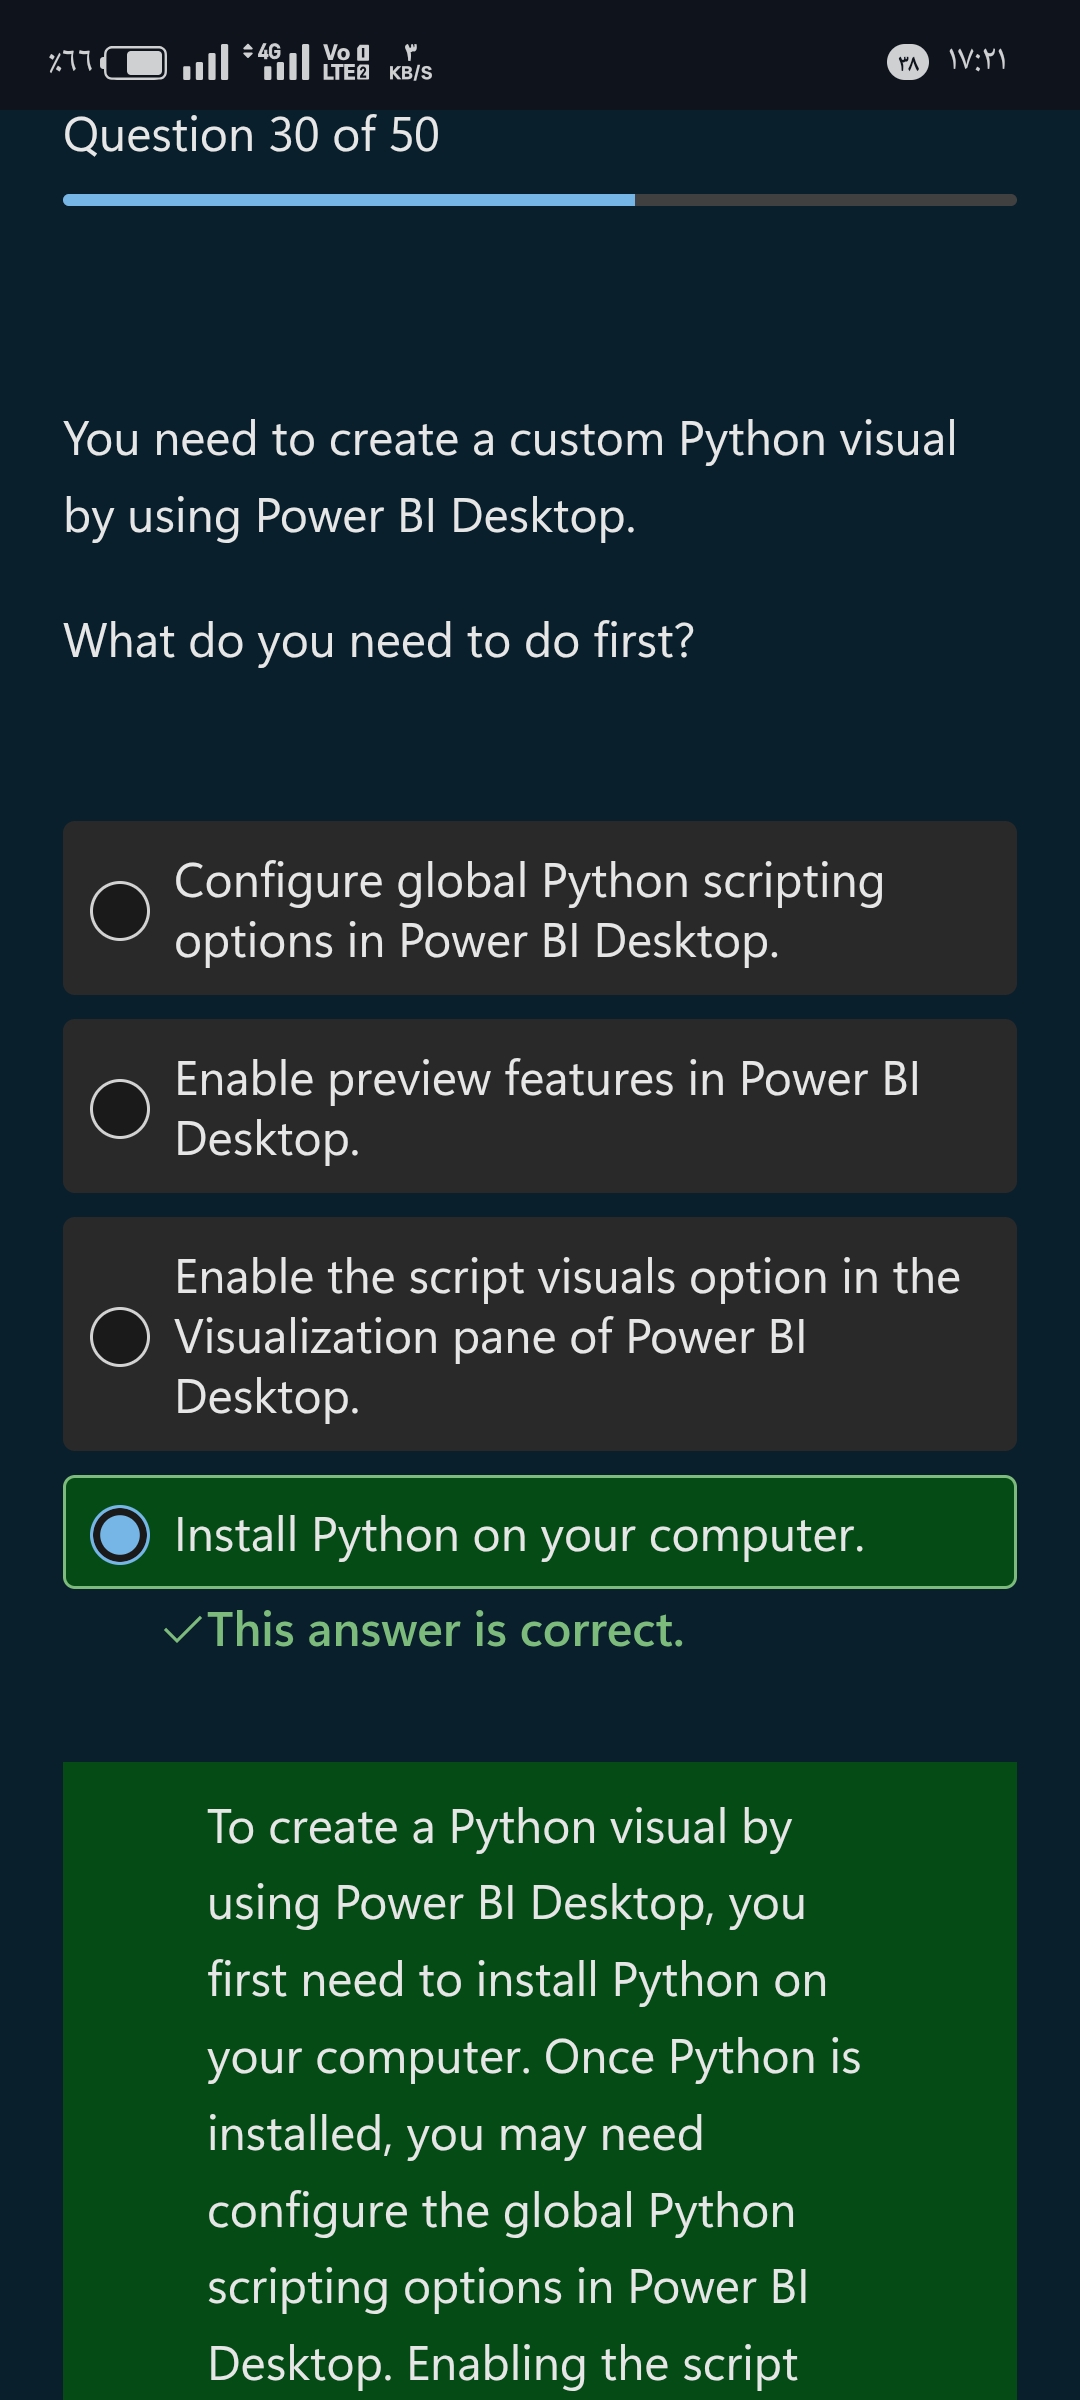 ٪٦٦ 4G Vo 1 LTE 2 ٣ KB/S ٣٨ ١٧:٢١
Question 30 of 50
You need to create a custom Python visual
by using Power BI Desktop.
What do you need to do first?
Configure global Python scripting
options in Power BI Desktop.
Enable preview features in Power BI
Desktop.
Enable the script visuals option in the
Visualization pane of Power BI
Desktop.
Install Python on your computer.
This answer is correct.
To create a Python visual by
using Power BI Desktop, you
first need to install Python on
your computer. Once Python is
installed, you may need
configure the global Python
scripting options in Power BI
Desktop. Enabling the script